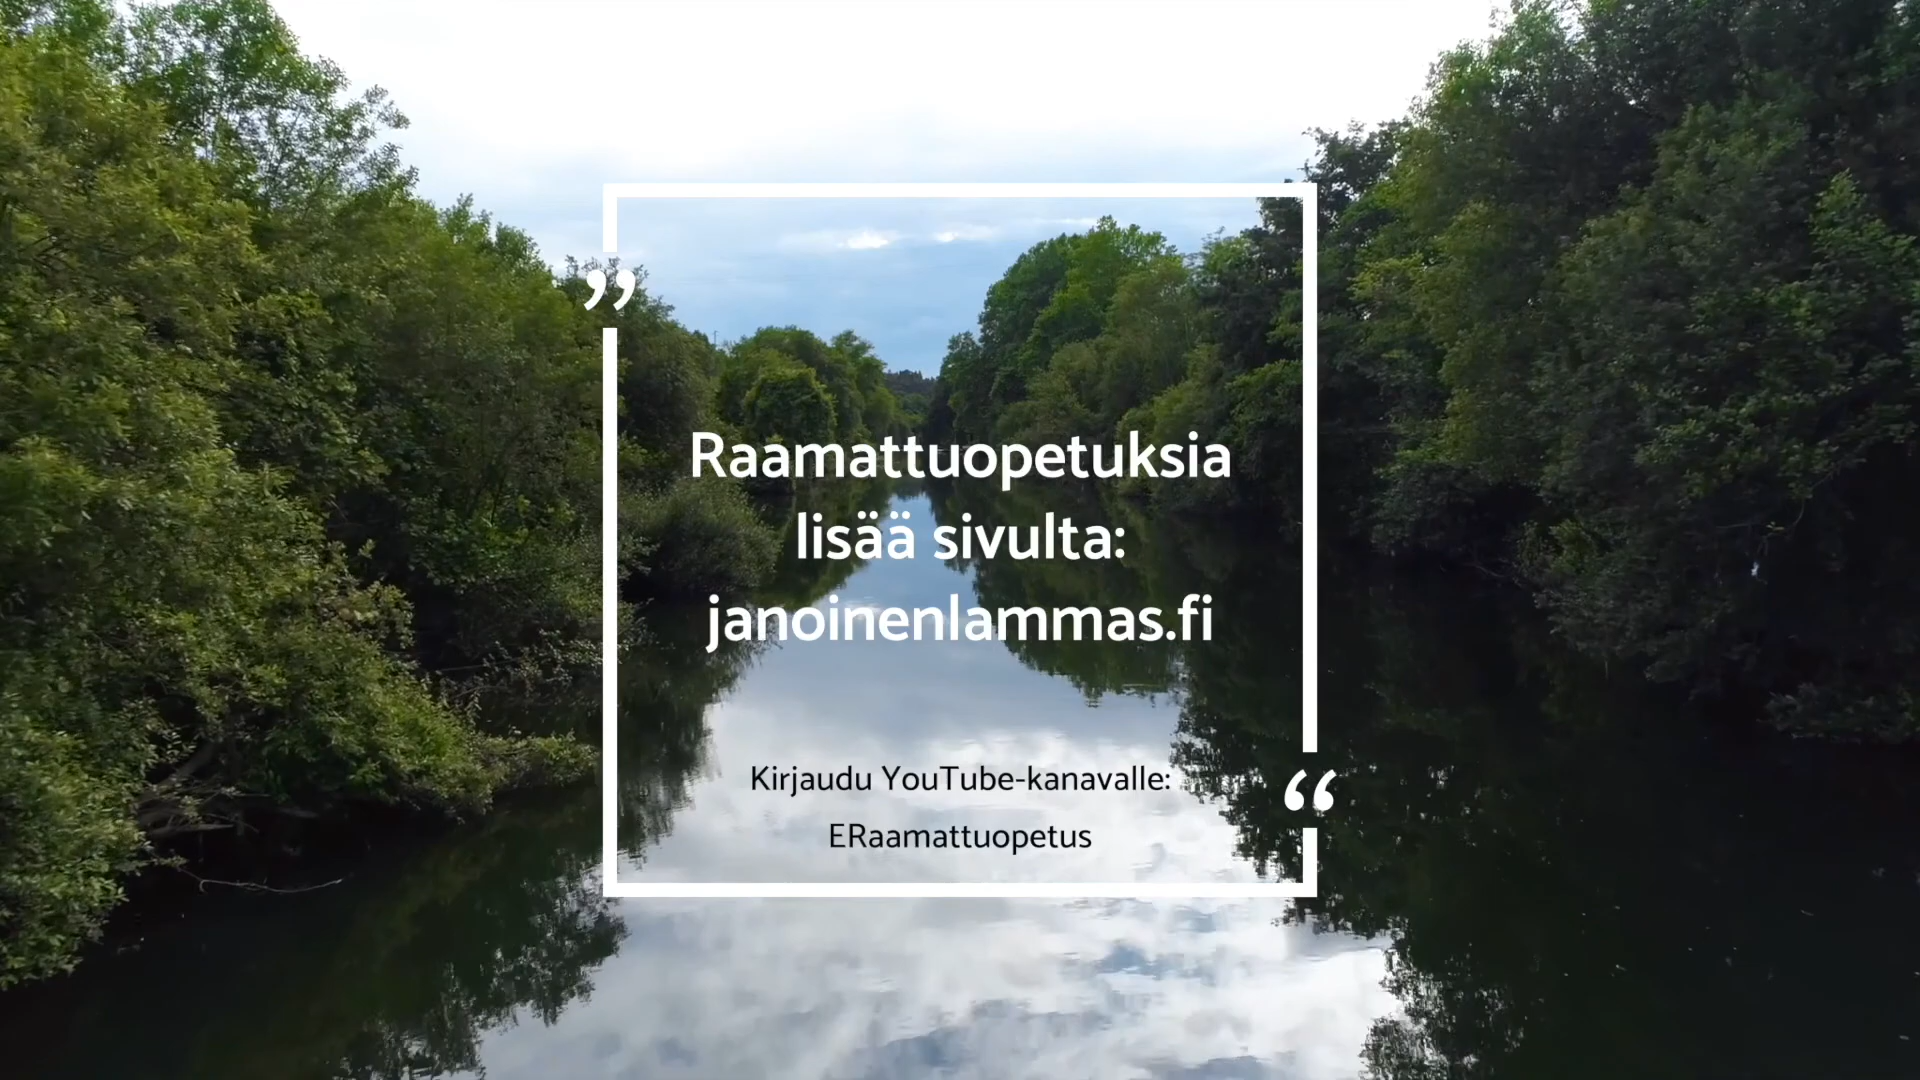 Raamattuopetuksia
lisää sivulta:
janoinenlammas.fi
Kirjaudu YouTube-kanavalle:
ERaamattuopetus